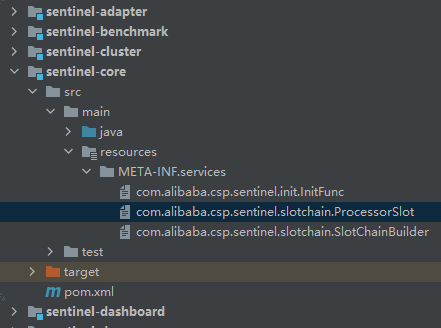 sentinel-adapter
sentinel-benchmark
sentinel-cluster
sentinel-core
src
main
java
resources
META-INF.services
com.alibaba.csp.sentinel.init.InitFunc
com.alibaba.csp.sentinel.slotchain.ProcessorSlot
com.alibaba.csp.sentinel.slotchain.SlotChainBuilder
test
target
m pom.xml
sentinel-dashboard